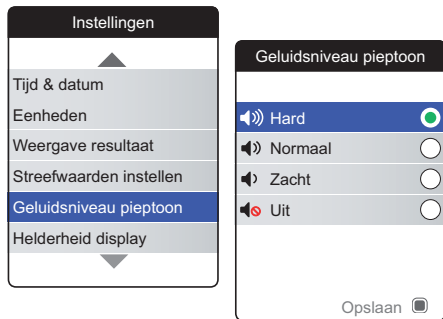 Instellingen
Tijd & datum
Eenheden
Weergave resultaat
Streefwaarden instellen
Geluidsniveau pieptoon
Helderheid display
Geluidsniveau pieptoon
Hard
Normaal
Zacht
Uit
Opslaan